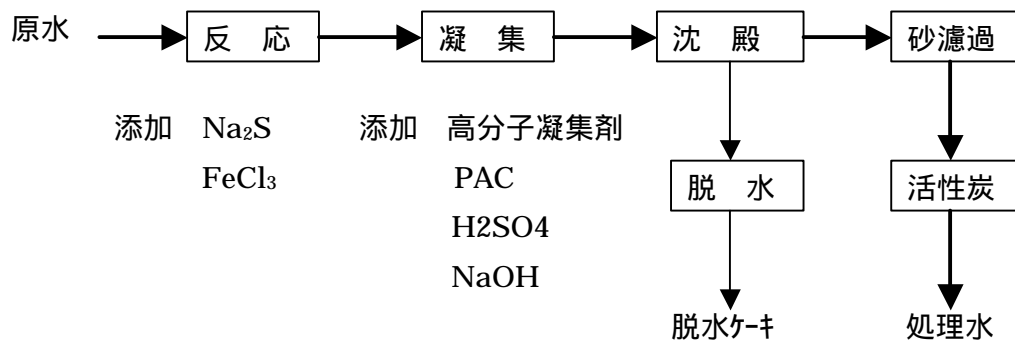 原水 反 応 凝 集 沈 殿 砂濾過
添加 Na₂S 添加 高分子凝集剤
FeCl₃ PAC 脱 水 活性炭
H2SO4
NaOH
脱水ｹｰｷ 処理水